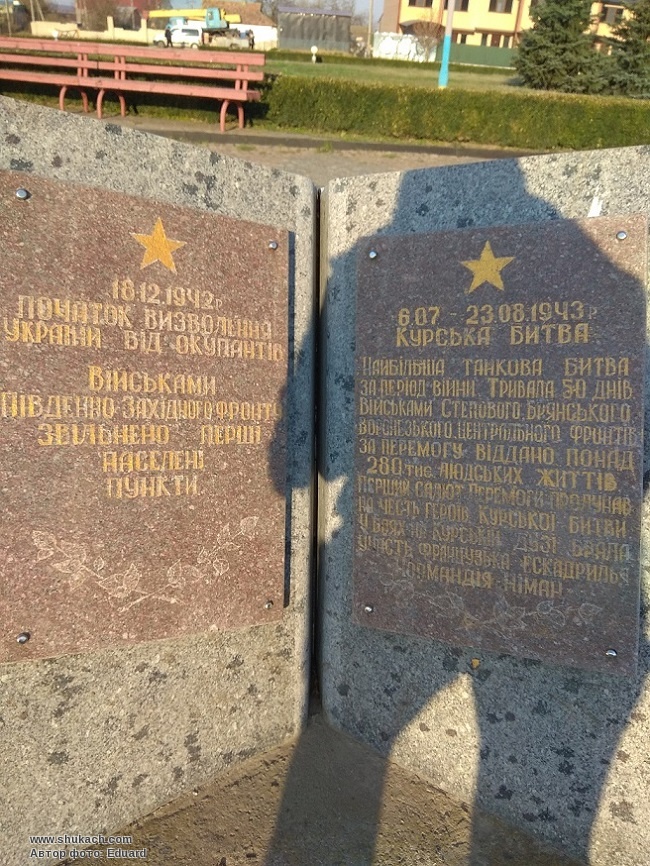 18.12.1942 р
ПОЧАТОК ВИЗВОЛЕННЯ
УКРАЇНИ ВІД ОКУПАНТІВ
ВІЙСЬКАМИ
ПІВДЕННО ЗАХІДНОГО ФРОНТУ
ЗВІЛЬНЕНО ПЕРШІ
НАСЕЛЕНІ
ПУНКТИ
6.07 - 23.08.1943 р
КУРСЬКА БИТВА
НАЙБІЛЬША ТАНКОВА БИТВА
ЗА ПЕРІОД ВІЙНИ. ТРИВАЛА 50 ДНІВ.
ВІЙСЬКАМИ СТЕПОВОГО, БРЯНСЬКОГО,
ВОРОНЕЗЬКОГО, ЦЕНТРАЛЬНОГО ФРОНТІВ
ЗА ПЕРЕМОГУ ВІДДАНО ПОНАД
280 тис ЛЮДСЬКИХ ЖИТТІВ
ПЕРШИЙ САЛЮТ ПЕРЕМОГИ ПРОЛУНАВ
НА ЧЕСТЬ ГЕРОЇВ КУРСЬКОЇ БИТВИ
У БОЯХ НА КУРСЬКІЙ ДУЗІ БРАЛА
УЧАСТЬ ФРАНЦУЗЬКА ЕСКАДРИЛЬЯ
НОРМАНДІЯ НІМАН
www.shukach.com
Автор фото: Eduard